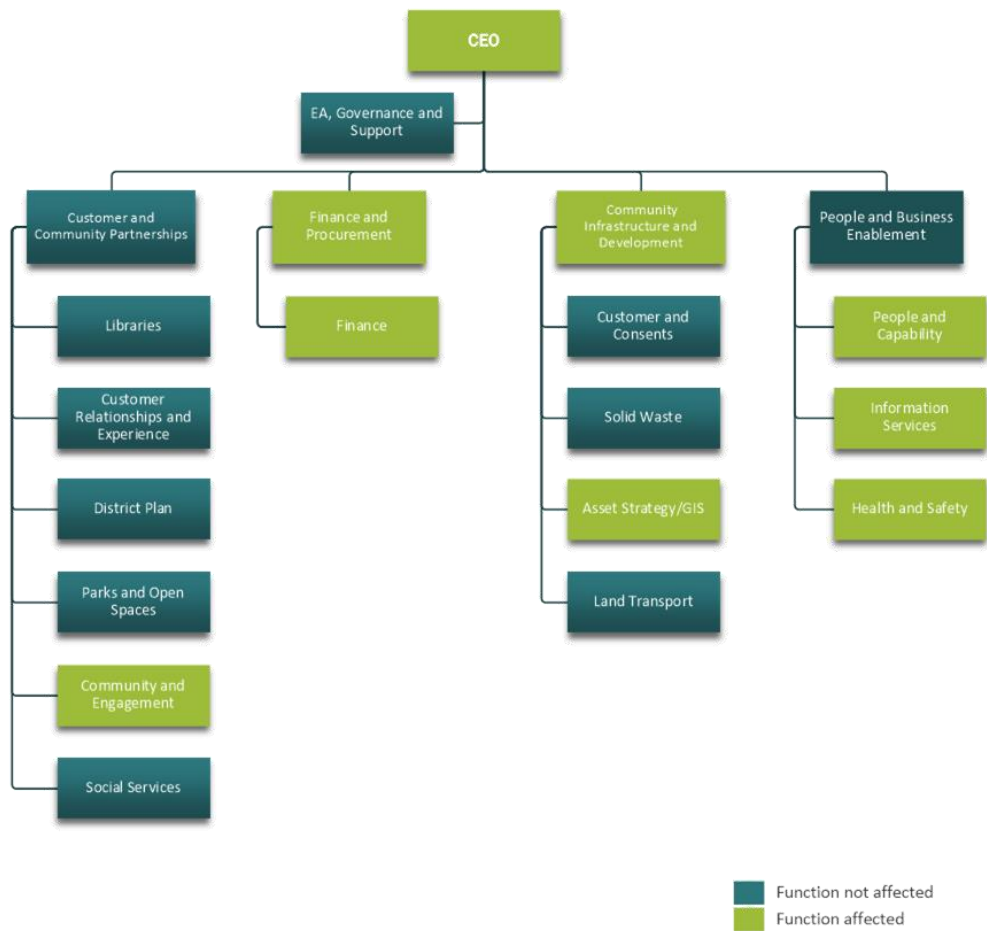 CEO
EA, Governance and
Support
Customer and
Community Partnerships
Finance and
Procurement
Community
Infrastructure and
Development
People and Business
Enablement
Libraries
Finance
Customer and
Consents
People and
Capability
Customer
Relationships and
Experience
Solid Waste
Information
Services
District Plan
Asset Strategy/GIS
Health and Safety
Parks and Open
Spaces
Land Transport
Community and
Engagement
Social Services
Function not affected
Function affected